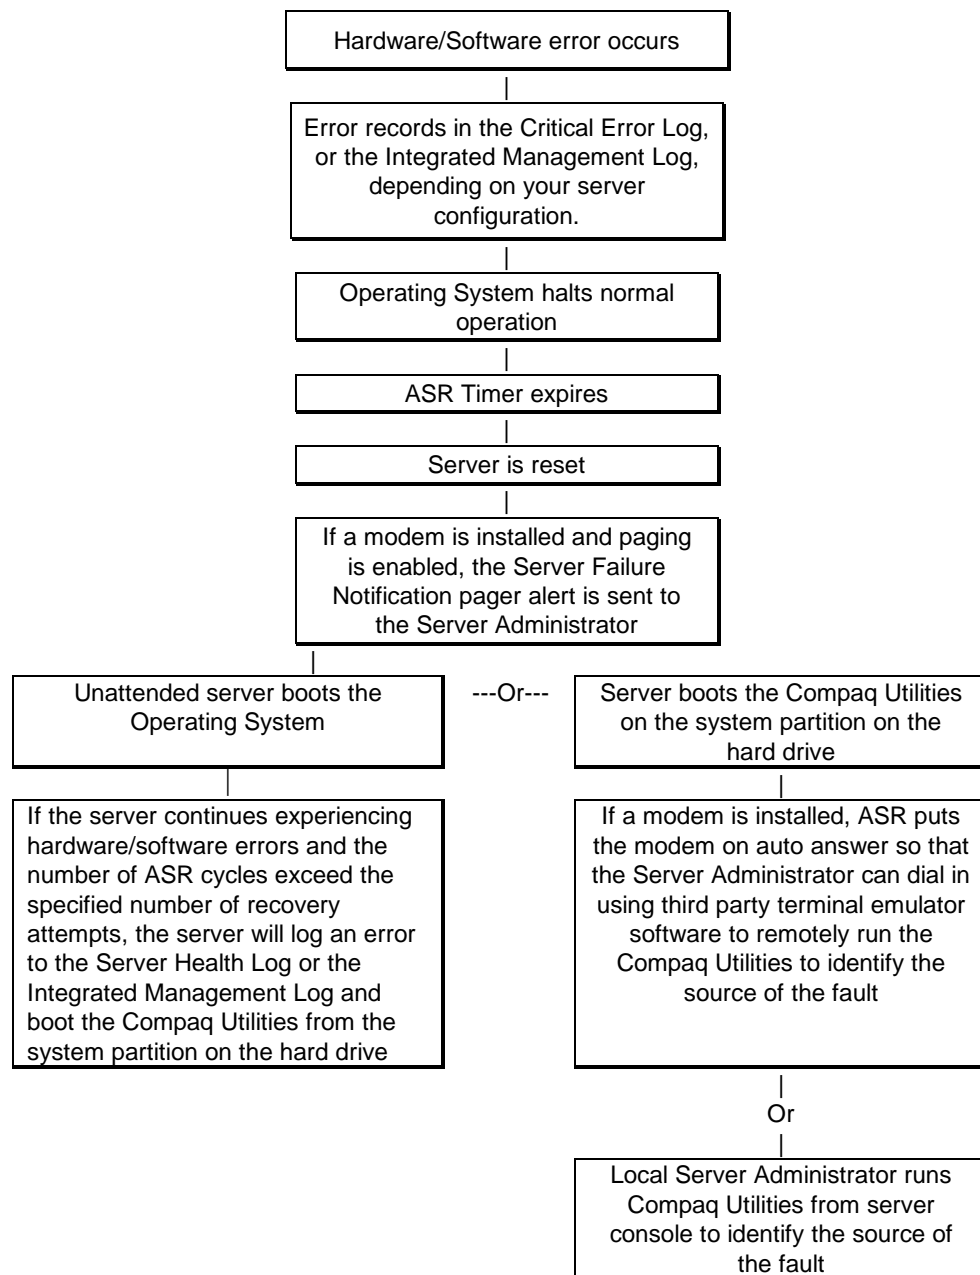 Hardware/Software error occurs
|
Error records in the Critical Error Log,
or the Integrated Management Log,
depending on your server
configuration.
|
Operating System halts normal
operation
|
ASR Timer expires
|
Server is reset
|
If a modem is installed and paging
is enabled, the Server Failure
Notification pager alert is sent to
the Server Administrator
|
Unattended server boots the
Operating System
---Or---
Server boots the Compaq Utilities
on the system partition on the
hard drive
|
If the server continues experiencing
hardware/software errors and the
number of ASR cycles exceed the
specified number of recovery
attempts, the server will log an error
to the Server Health Log or the
Integrated Management Log and
boot the Compaq Utilities from the
system partition on the hard drive
|
If a modem is installed, ASR puts
the modem on auto answer so that
the Server Administrator can dial in
using third party terminal emulator
software to remotely run the
Compaq Utilities to identify the
source of the fault
|
Or
|
Local Server Administrator runs
Compaq Utilities from server
console to identify the source of
the fault